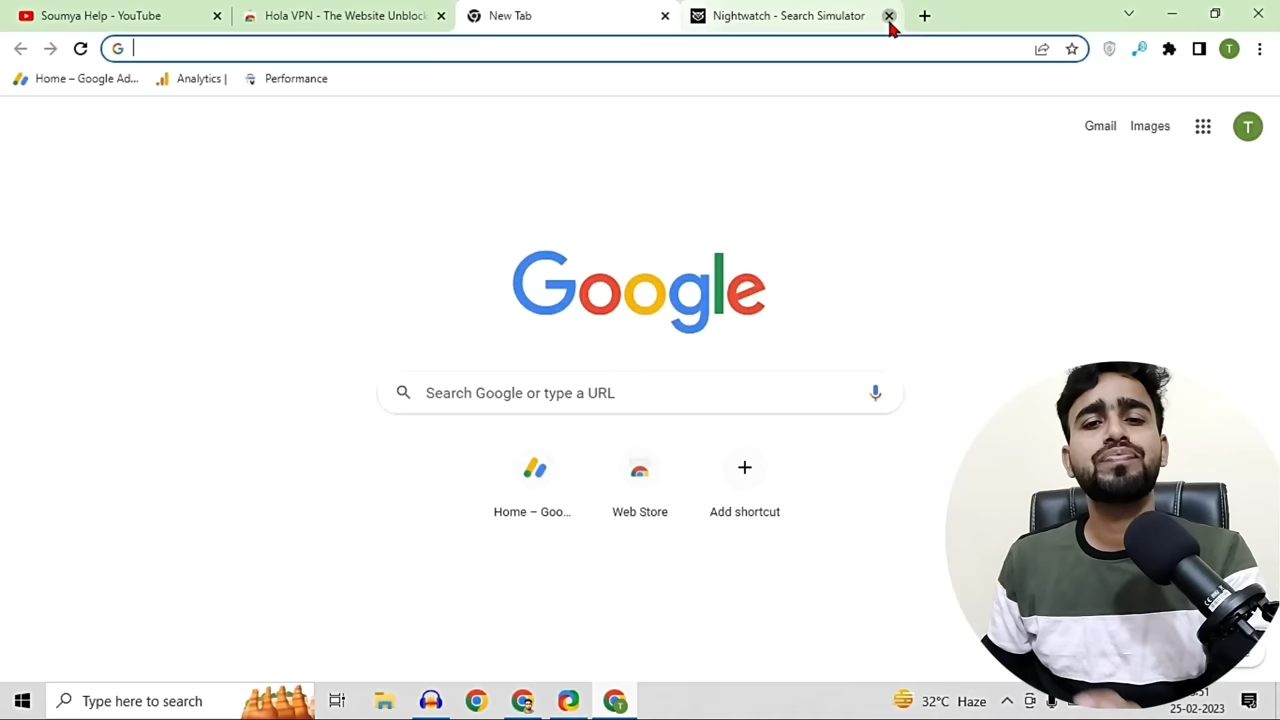 Soumya Help - YouTube
Hola VPN - The Website Unblock
New Tab
Nightwatch - Search Simulator
Home – Google Ad...
Analytics |
Performance
Gmail
Images
T
Google
Search Google or type a URL
Home – Goo...
Web Store
Add shortcut
Type here to search
32°C Haze
25-02-2023